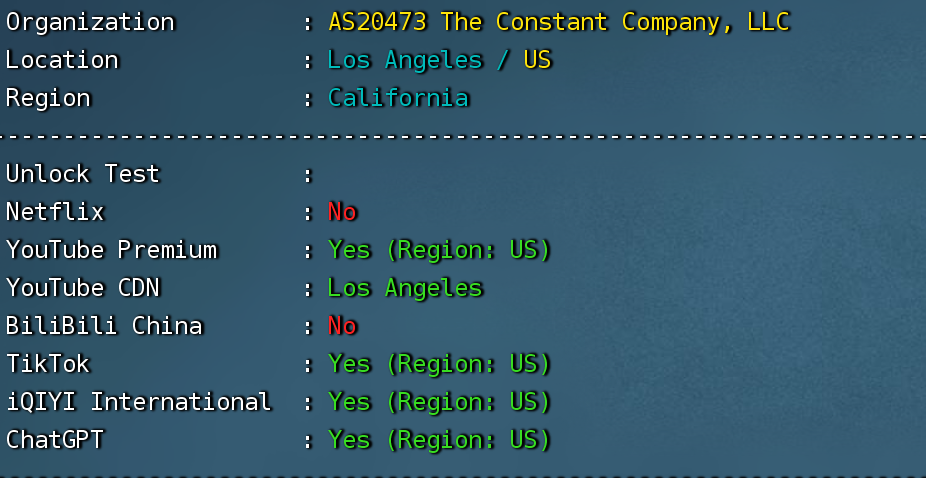 Organization : AS20473 The Constant Company, LLC
Location : Los Angeles / US
Region : California
----------------------------------------------------------------------
Unlock Test :
Netflix : No
YouTube Premium : Yes (Region: US)
YouTube CDN : Los Angeles
BiliBili China : No
TikTok : Yes (Region: US)
iQIYI International : Yes (Region: US)
ChatGPT : Yes (Region: US)